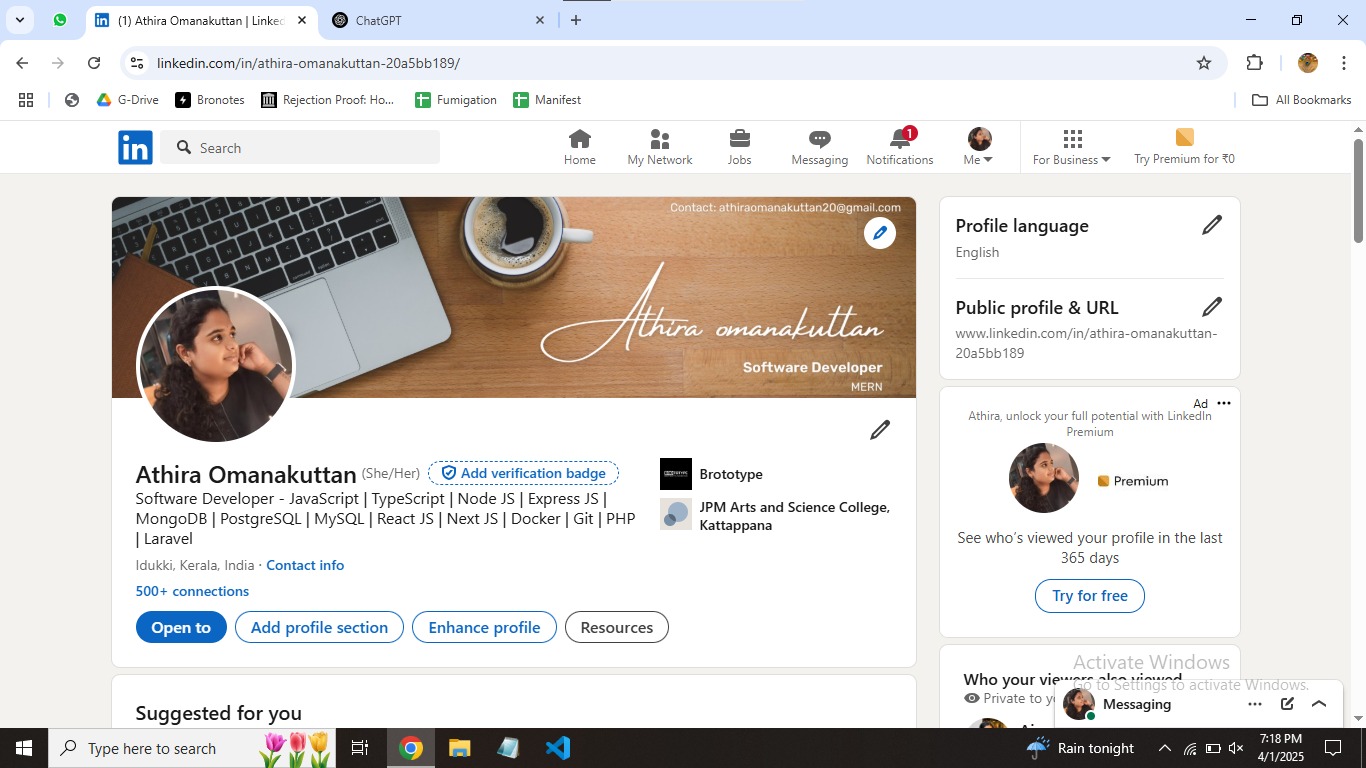 (1) Athira Omanakuttan | Linked
ChatGPT
linkedin.com/in/athira-omanakuttan-20a5bb189/
G-Drive
Bronotes
Rejection Proof: Ho...
Fumigation
Manifest
All Bookmarks
in
Search
Home
My Network
Jobs
Messaging
1
Notifications
Me
For Business
Try Premium for ₹0
Contact: athiraomanakuttan20@gmail.com
Athira omanakuttan
Software Developer
MERN
Athira Omanakuttan (She/Her) Add verification badge
Software Developer - JavaScript | TypeScript | Node JS | Express JS |
MongoDB | PostgreSQL | MySQL | React JS | Next JS | Docker | Git | PHP
| Laravel
Idukki, Kerala, India · Contact info
500+ connections
Open to
Add profile section
Enhance profile
Resources
Brototype
JPM Arts and Science College,
Kattappana
Suggested for you
Profile language
English
Public profile & URL
www.linkedin.com/in/athira-omanakuttan-
20a5bb189
Ad
Athira, unlock your full potential with LinkedIn
Premium
Premium
See who's viewed your profile in the last
365 days
Try for free
Who your viewers also viewed
Private to y
Activate Windows
Go to Settings to activate Windows.
Messaging
Type here to search
Rain tonight
7:18 PM
4/1/2025